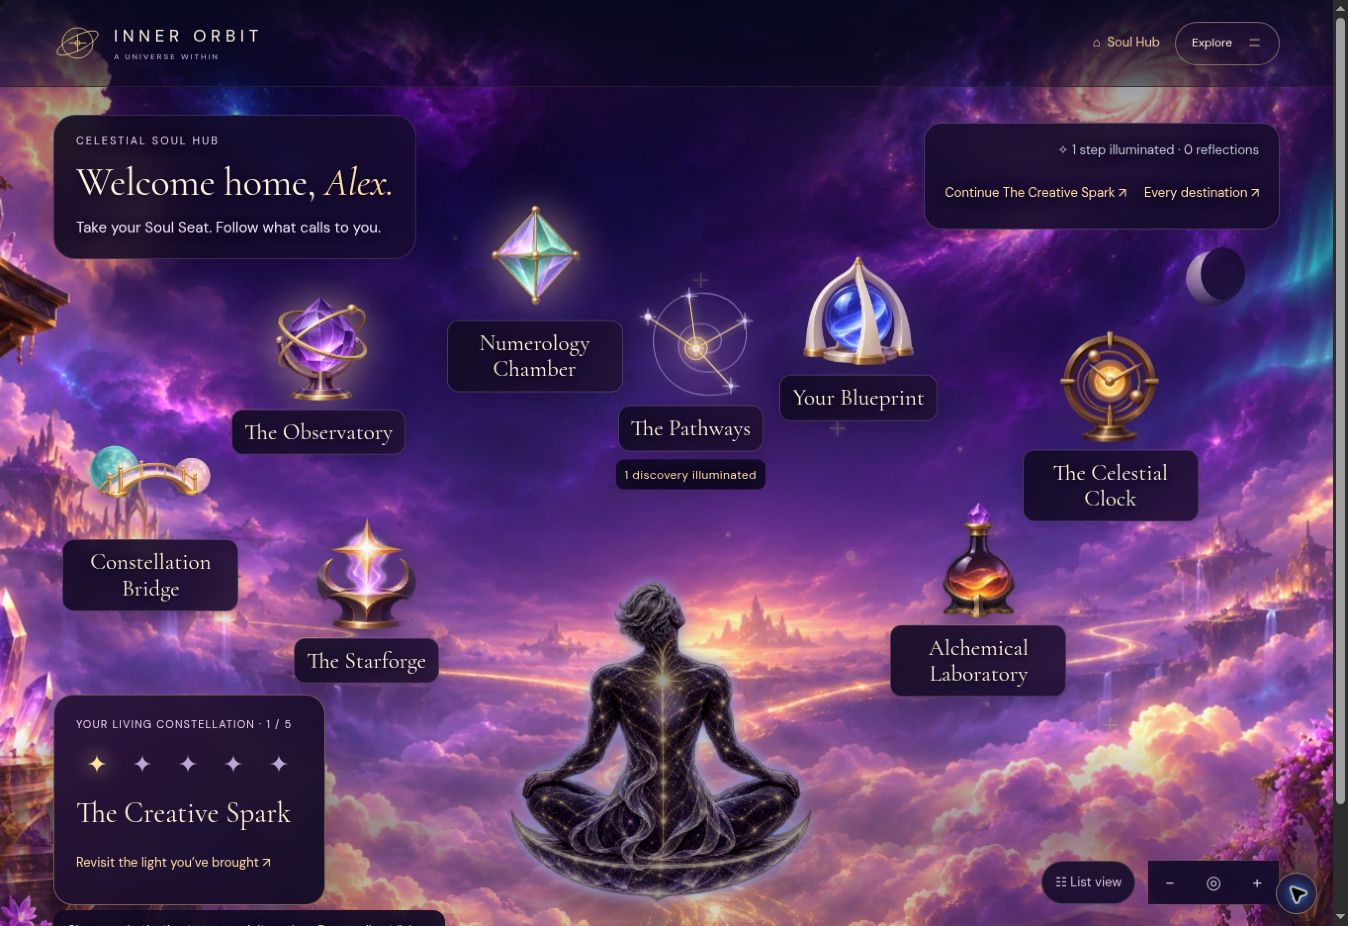 INNER ORBIT
A UNIVERSE WITHIN
Soul Hub
Explore
CELESTIAL SOUL HUB
Welcome home, Alex.
Take your Soul Seat. Follow what calls to you.
1 step illuminated · 0 reflections
Continue The Creative Spark ↗
Every destination ↗
Numerology
Chamber
The Pathways
1 discovery illuminated
Your Blueprint
The Observatory
The Celestial
Clock
Constellation
Bridge
The Starforge
Alchemical
Laboratory
YOUR LIVING CONSTELLATION · 1 / 5
The Creative Spark
Revisit the light you’ve brought ↗
List view